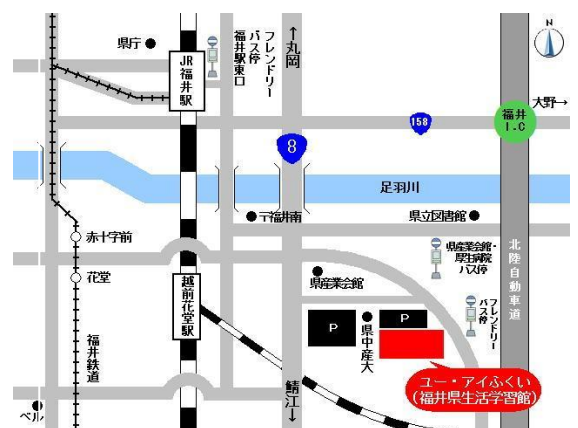 県庁
JR福井駅
福井駅東口
バス停
フレンドリー
↑丸岡
N
大野→
福井
I.C
158
8
足羽川
〒福井南
県立図書館
赤十字前
花堂
福井鉄道
越前花堂駅
県産業会館
県産業会館・
厚生病院
バス停
フレンドリー
バス停
北陸自動車道
P
県中産大
P
ユー・アイふくい
(福井県生活学習館)
鯖江↓
ベル